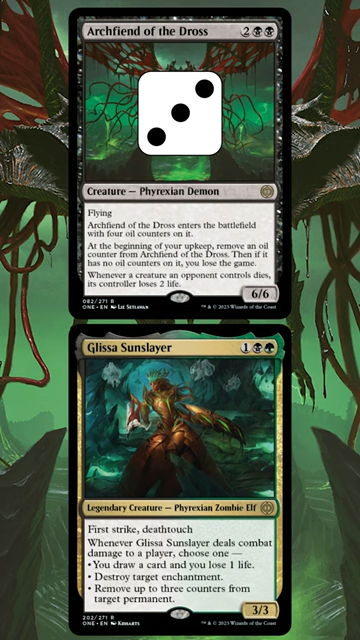 Archfiend of the Dross 2
Creature — Phyrexian Demon
Flying
Archfiend of the Dross enters the battlefield
with four oil counters on it.
At the beginning of your upkeep, remove an oil
counter from Archfiend of the Dross. Then if it
has no oil counters on it, you lose the game.
Whenever a creature an opponent controls dies,
its controller loses 2 life.
6/6
082/271 R
ONE • EN Lie Setiawan
™ & © 2023 Wizards of the Coast
Glissa Sunslayer 1
Legendary Creature — Phyrexian Zombie Elf
First strike, deathtouch
Whenever Glissa Sunslayer deals combat
damage to a player, choose one —
• You draw a card and you lose 1 life.
• Destroy target enchantment.
• Remove up to three counters from
target permanent.
3/3
202/271 R
ONE • EN Kbharts
™ & © 2023 Wizards of the Coast